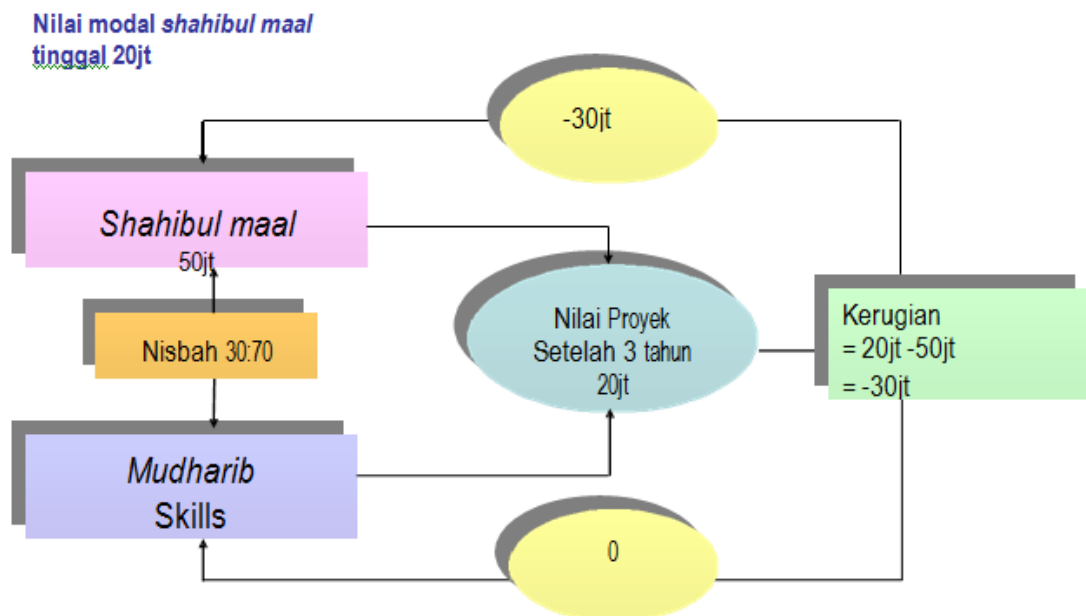 Nilai modal shahibul maal
tinggal 20jt
-30jt
Shahibul maal
50jt
Nisbah 30:70
Nilai Proyek
Setelah 3 tahun
20jt
Kerugian
= 20jt -50jt
= -30jt
Mudharib
Skills
0